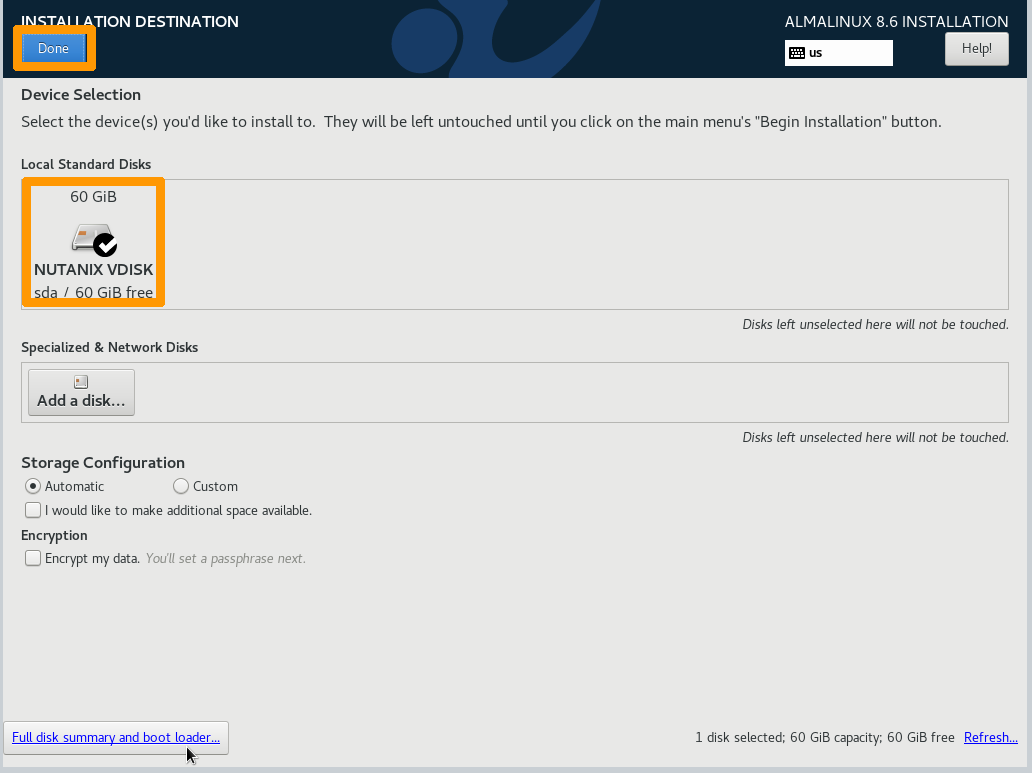 INSTALLATION DESTINATION
ALMALINUX 8.6 INSTALLATION
Done
us
Help!
Device Selection
Select the device(s) you'd like to install to.  They will be left untouched until you click on the main menu's "Begin Installation" button.
Local Standard Disks
60 GiB
NUTANIX VDISK
sda / 60 GiB free
Disks left unselected here will not be touched.
Specialized & Network Disks
Add a disk...
Disks left unselected here will not be touched.
Storage Configuration
Automatic
Custom
I would like to make additional space available.
Encryption
Encrypt my data. You'll set a passphrase next.
Full disk summary and boot loader...
1 disk selected; 60 GiB capacity; 60 GiB free Refresh...